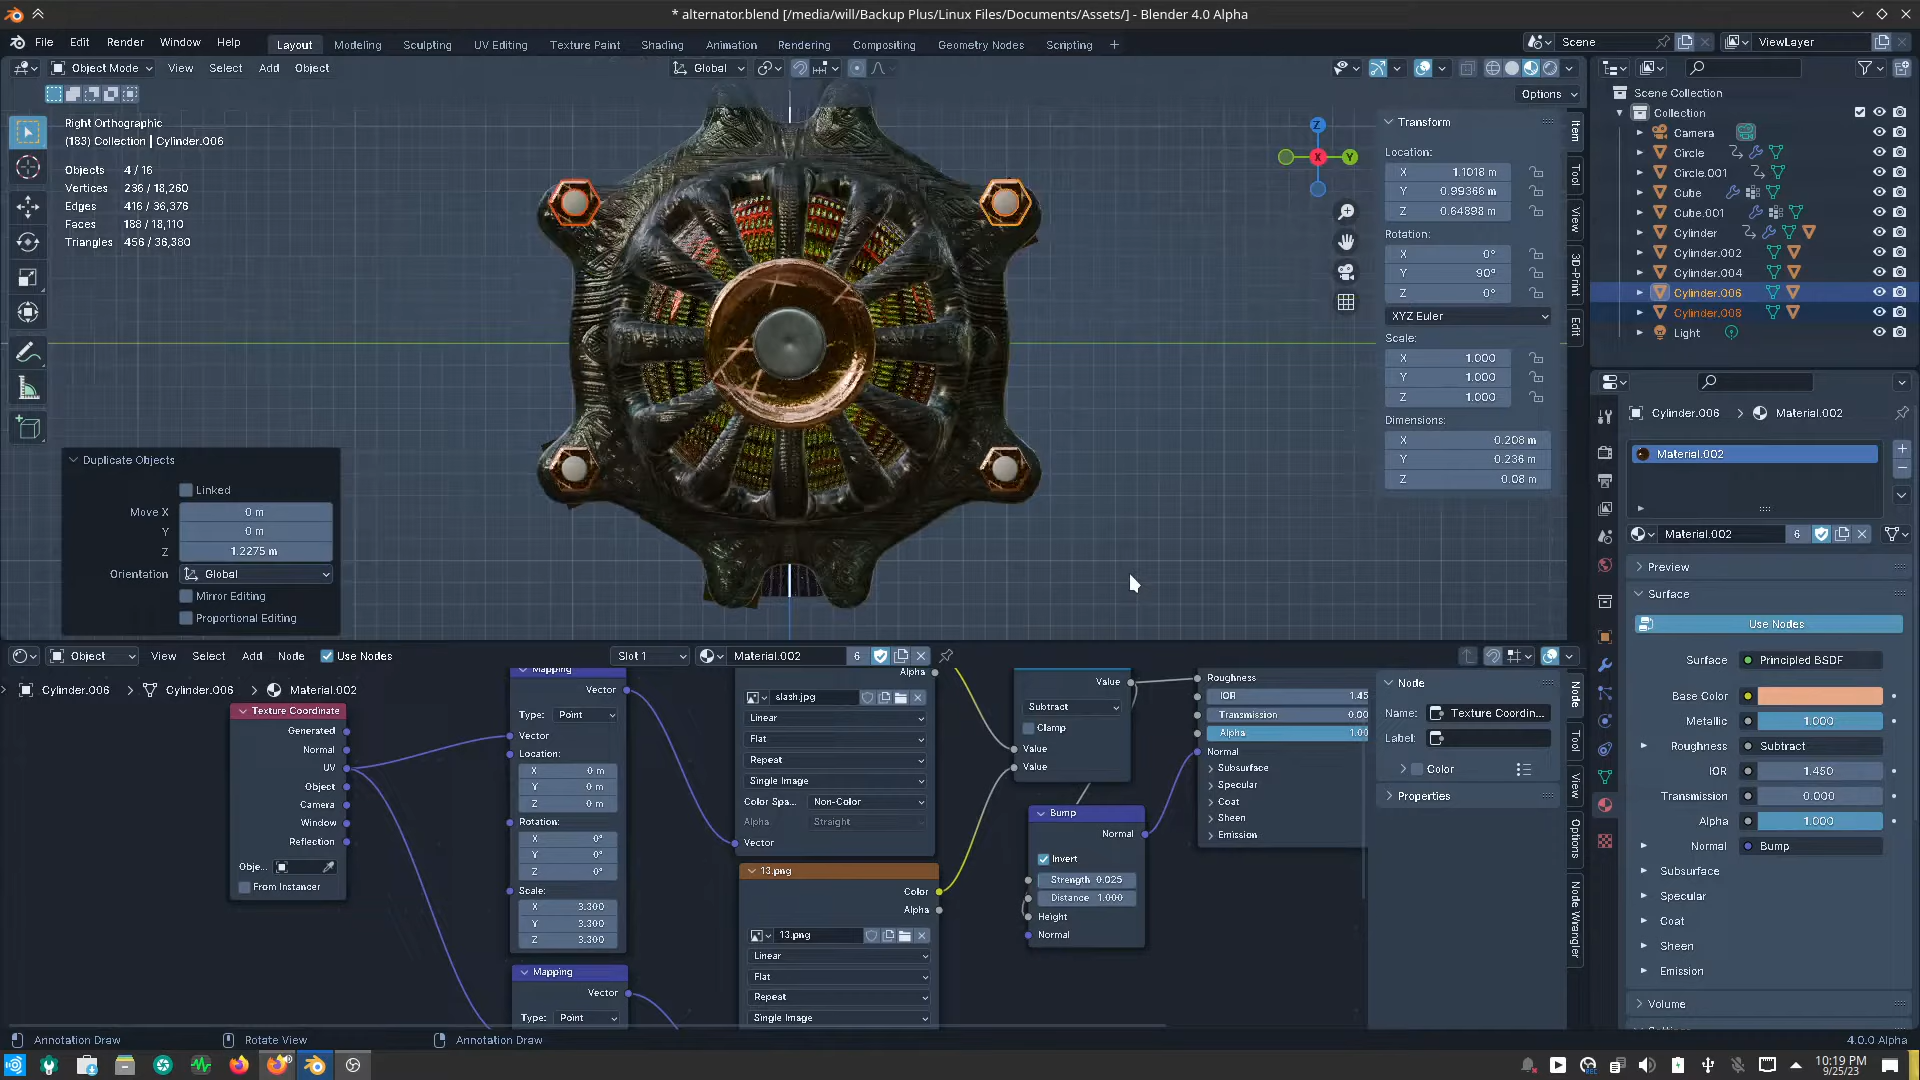 * alternator.blend [/media/will/Backup Plus/Linux Files/Documents/Assets/] - Blender 4.0 Alpha
File Edit Render Window Help Layout Modeling Sculpting UV Editing Texture Paint Shading Animation Rendering Compositing Geometry Nodes Scripting + Scene ViewLayer
Object Mode View Select Add Object Global
Options
Right Orthographic
(183) Collection | Cylinder.006
Objects 4 / 16
Vertices 236 / 18,260
Edges 416 / 36,376
Faces 188 / 18,110
Triangles 456 / 36,380
Duplicate Objects
Linked
Move X 0 m
Y 0 m
Z 1.2275 m
Orientation Global
Mirror Editing
Proportional Editing
Z
X
Y
Transform
Location:
X 1.1018 m
Y 0.99366 m
Z 0.64898 m
Rotation:
X 0°
Y 90°
Z 0°
XYZ Euler
Scale:
X 1.000
Y 1.000
Z 1.000
Dimensions:
X 0.208 m
Y 0.236 m
Z 0.08 m
Item
Tool
View
3D-Print
Edit
Scene Collection
Collection
Camera
Circle
Circle.001
Cube
Cube.001
Cylinder
Cylinder.002
Cylinder.004
Cylinder.006
Cylinder.008
Light
Cylinder.006 > Material.002
Material.002
Material.002 6
Preview
Surface
Use Nodes
Surface Principled BSDF
Base Color
Metallic 1.000
Roughness Subtract
IOR 1.450
Transmission 0.000
Alpha 1.000
Normal Bump
Subsurface
Specular
Coat
Sheen
Emission
Volume
Object View Select Add Node Use Nodes Slot 1 Material.002 6
Cylinder.006 > Cylinder.006 > Material.002
Texture Coordinate
Generated
Normal
UV
Object
Camera
Window
Reflection
Obje...
From Instancer
Mapping
Vector
Type: Point
Vector
Location:
X 0 m
Y 0 m
Z 0 m
Rotation:
X 0°
Y 0°
Z 0°
Scale:
X 3.300
Y 3.300
Z 3.300
Mapping
Vector
Type: Point
Alpha
slash.jpg
Linear
Flat
Repeat
Single Image
Color Spa... Non-Color
Alpha Straight
Vector
13.png
Color
Alpha
13.png
Linear
Flat
Repeat
Single Image
Value
Subtract
Clamp
Value
Value
Bump
Normal
Invert
Strength 0.025
Distance 1.000
Height
Normal
Roughness
IOR 1.45
Transmission 0.00
Alpha 1.00
Normal
Subsurface
Specular
Coat
Sheen
Emission
Node
Name: Texture Coordin...
Label:
Color
Properties
Node
Tool
View
Options
Node Wrangler
Annotation Draw Rotate View Annotation Draw 4.0.0 Alpha
10:19 PM
9/25/23